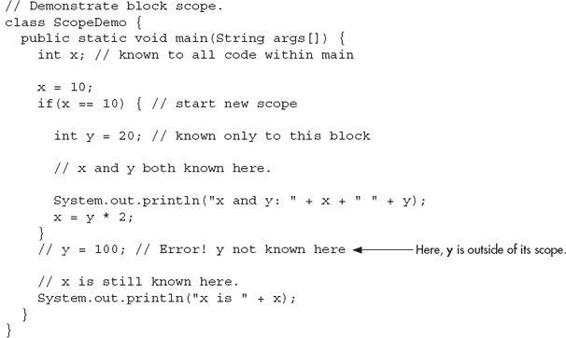 // Demonstrate block scope.
class ScopeDemo {
  public static void main(String args[]) {
    int x; // known to all code within main

    x = 10;
    if(x == 10) { // start new scope

      int y = 20; // known only to this block

      // x and y both known here.

      System.out.println("x and y: " + x + " " + y);
      x = y * 2;
    }
    // y = 100; // Error! y not known here Here, y is outside of its scope.

    // x is still known here.
    System.out.println("x is " + x);
  }
}